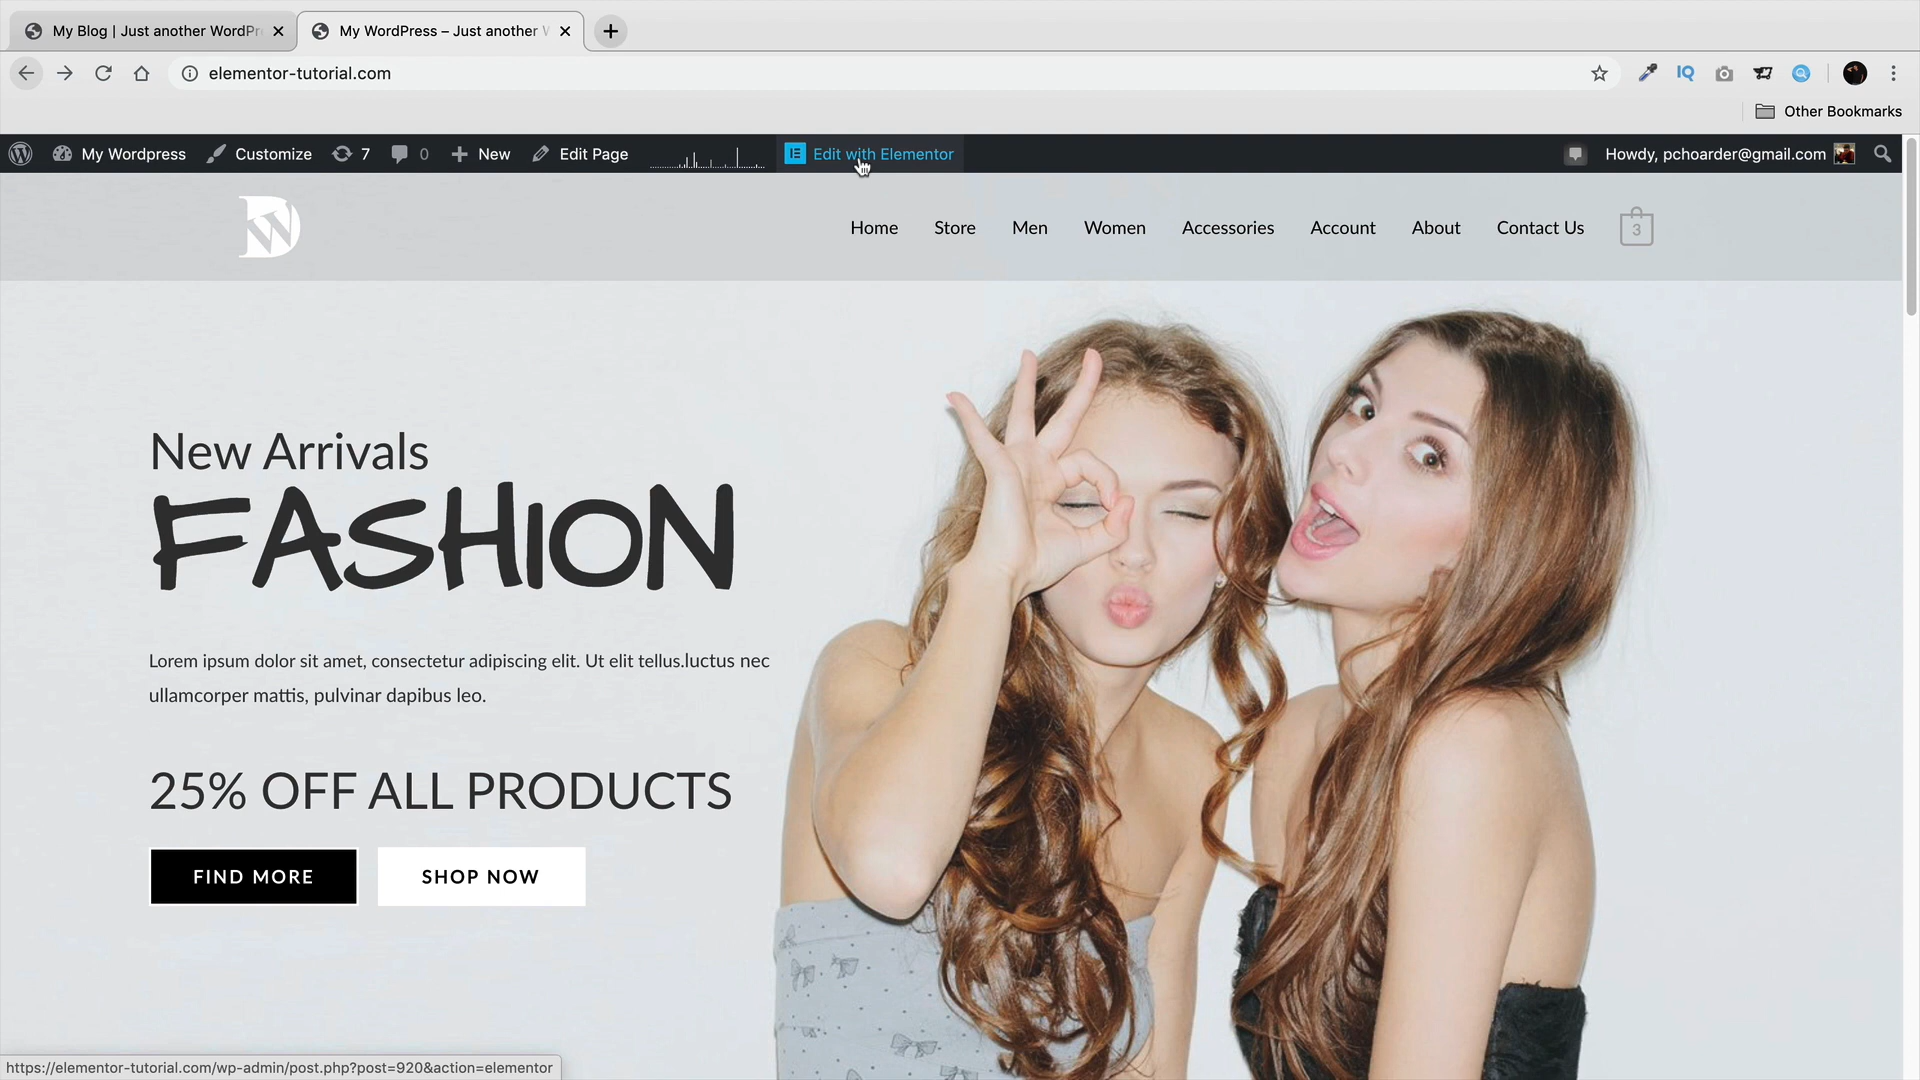 My Blog | Just another WordPr
My WordPress – Just another W
elementor-tutorial.com
IQ
Other Bookmarks
My Wordpress
Customize
7
0
New
Edit Page
Edit with Elementor
Howdy, pchoarder@gmail.com
Home
Store
Men
Women
Accessories
Account
About
Contact Us
3
New Arrivals
FASHION
Lorem ipsum dolor sit amet, consectetur adipiscing elit. Ut elit tellus.luctus nec
ullamcorper mattis, pulvinar dapibus leo.
25% OFF ALL PRODUCTS
FIND MORE
SHOP NOW
https://elementor-tutorial.com/wp-admin/post.php?post=920&action=elementor